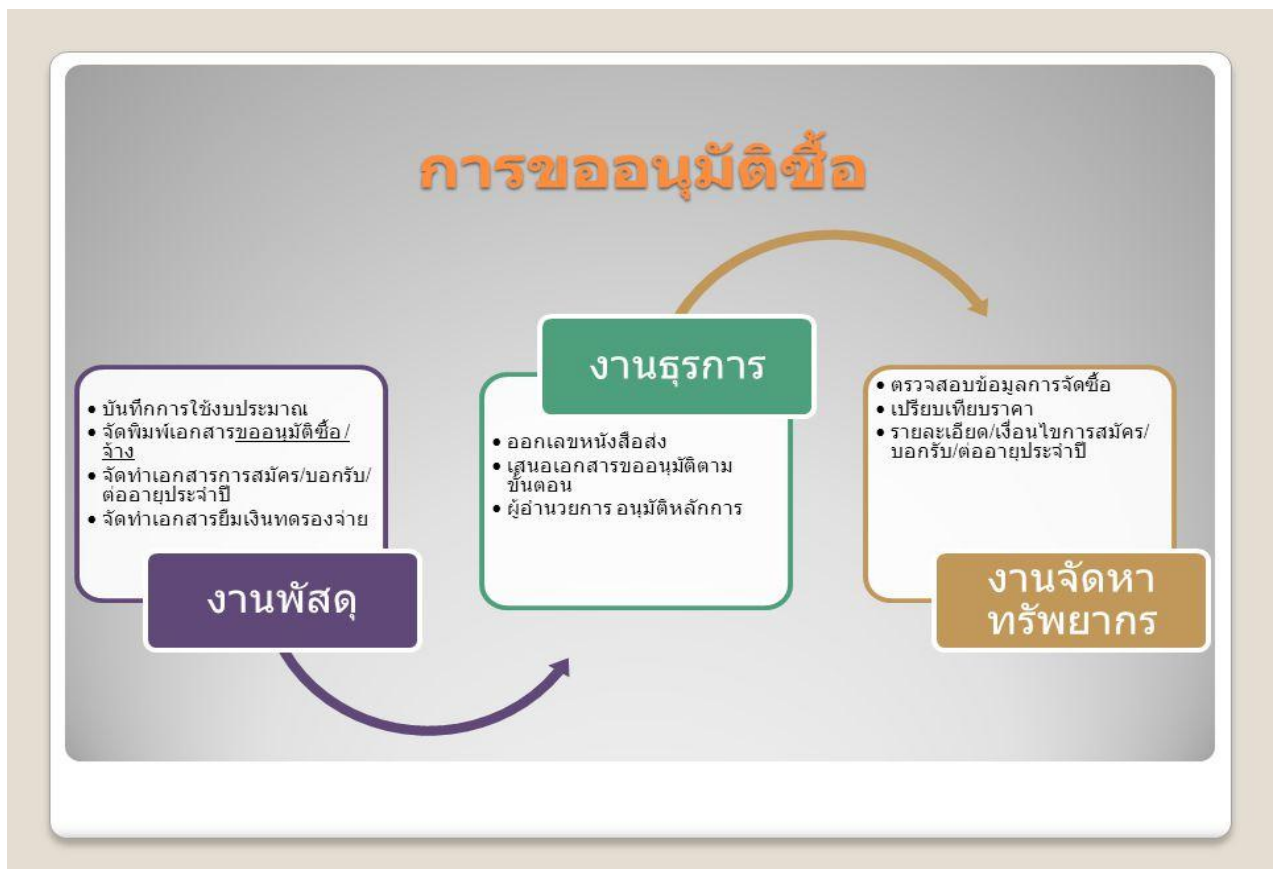 การขออนุมัติซื้อ
• บันทึกการใช้งบประมาณ
• จัดพิมพ์เอกสารขออนุมัติซื้อ/
จ้าง
• จัดทำเอกสารการสมัคร/บอกรับ/
ต่ออายุประจำปี
• จัดทำเอกสารยืมเงินทดรองจ่าย
งานพัสดุ
งานธุรการ
• ออกเลขหนังสือส่ง
• เสนอเอกสารขออนุมัติตาม
ขั้นตอน
• ผู้อำนวยการ อนุมัติหลักการ
• ตรวจสอบข้อมูลการจัดซื้อ
• เปรียบเทียบราคา
• รายละเอียด/เงื่อนไขการสมัคร/
บอกรับ/ต่ออายุประจำปี
งานจัดหา
ทรัพยากร